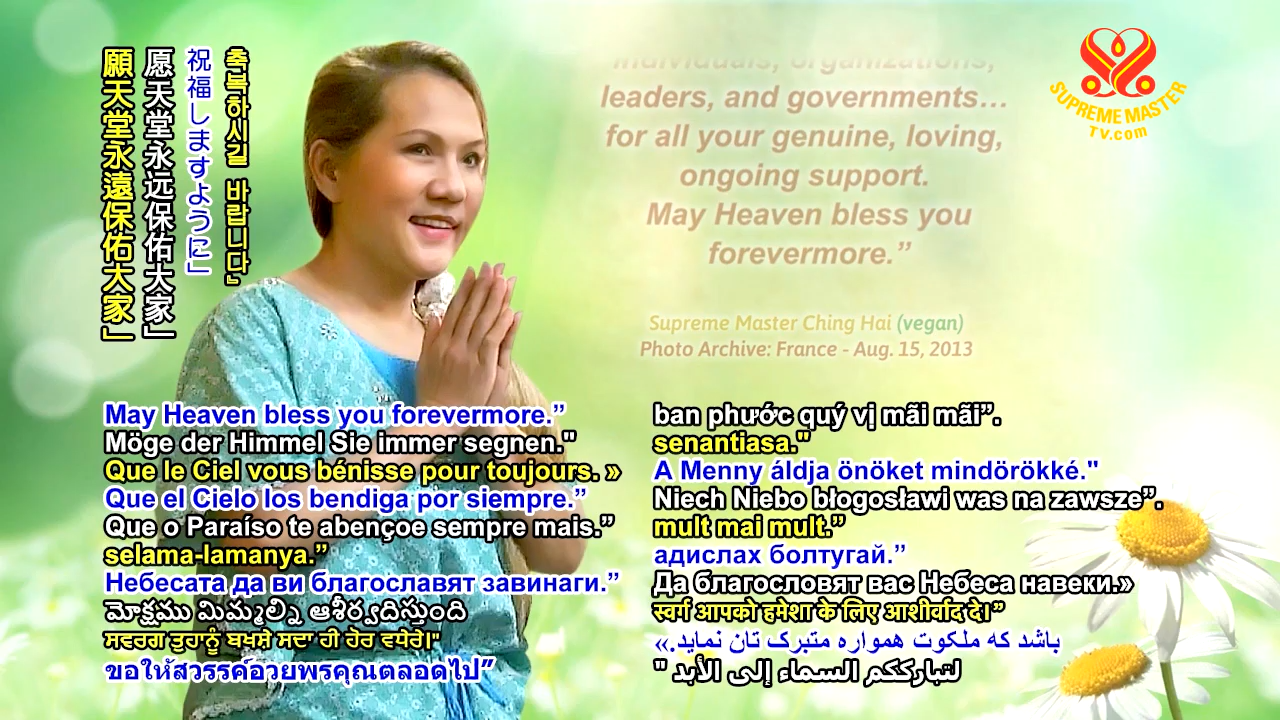 축복하시길 바랍니다』
祝福しますように」
愿天堂永远保佑大家」
願天堂永遠保佑大家」
individuals, organizations,
leaders, and governments…
for all your genuine, loving,
ongoing support.
May Heaven bless you
forevermore.”
SUPREME MASTER
TV.com
Supreme Master Ching Hai (vegan)
Photo Archive: France - Aug. 15, 2013
May Heaven bless you forevermore.”
Möge der Himmel Sie immer segnen."
Que le Ciel vous bénisse pour toujours. »
Que el Cielo los bendiga por siempre.”
Que o Paraíso te abençoe sempre mais.”
selama-lamanya.”
Небесата да ви благославят завинаги.”
మోక్షము మిమ్మల్ని ఆశీర్వదిస్తుంది
ਸਵਰਗ ਤੁਹਾਨੂੰ ਬਖਸ਼ੇ ਸਦਾ ਹੀ ਹੋਰ ਵਧੇਰੇ।"
ขอให้สวรรค์อวยพรคุณตลอดไป”
ban phước quý vị mãi mãi”.
senantiasa."
A Menny áldja önöket mindörökké."
Niech Niebo błogosławi was na zawsze”.
mult mai mult.”
адислах болтугай.”
Да благословят вас Небеса навеки.»
स्वर्ग आपको हमेशा के लिए आशीर्वाद दे।”
باشد که ملکوت همواره متبرک تان نماید.»
لتبارككم السماء إلى الأبد "